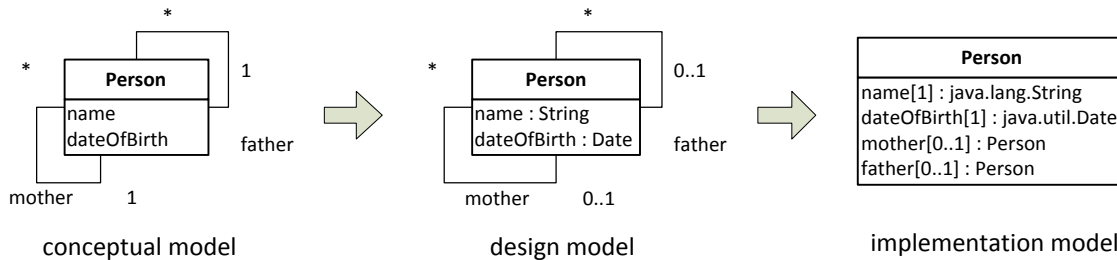 *
*
Person
1
name
dateOfBirth
father
mother
1
conceptual model
*
*
Person
0..1
name : String
dateOfBirth : Date
father
mother
0..1
design model
Person
name[1] : java.lang.String
dateOfBirth[1] : java.util.Date
mother[0..1] : Person
father[0..1] : Person
implementation model